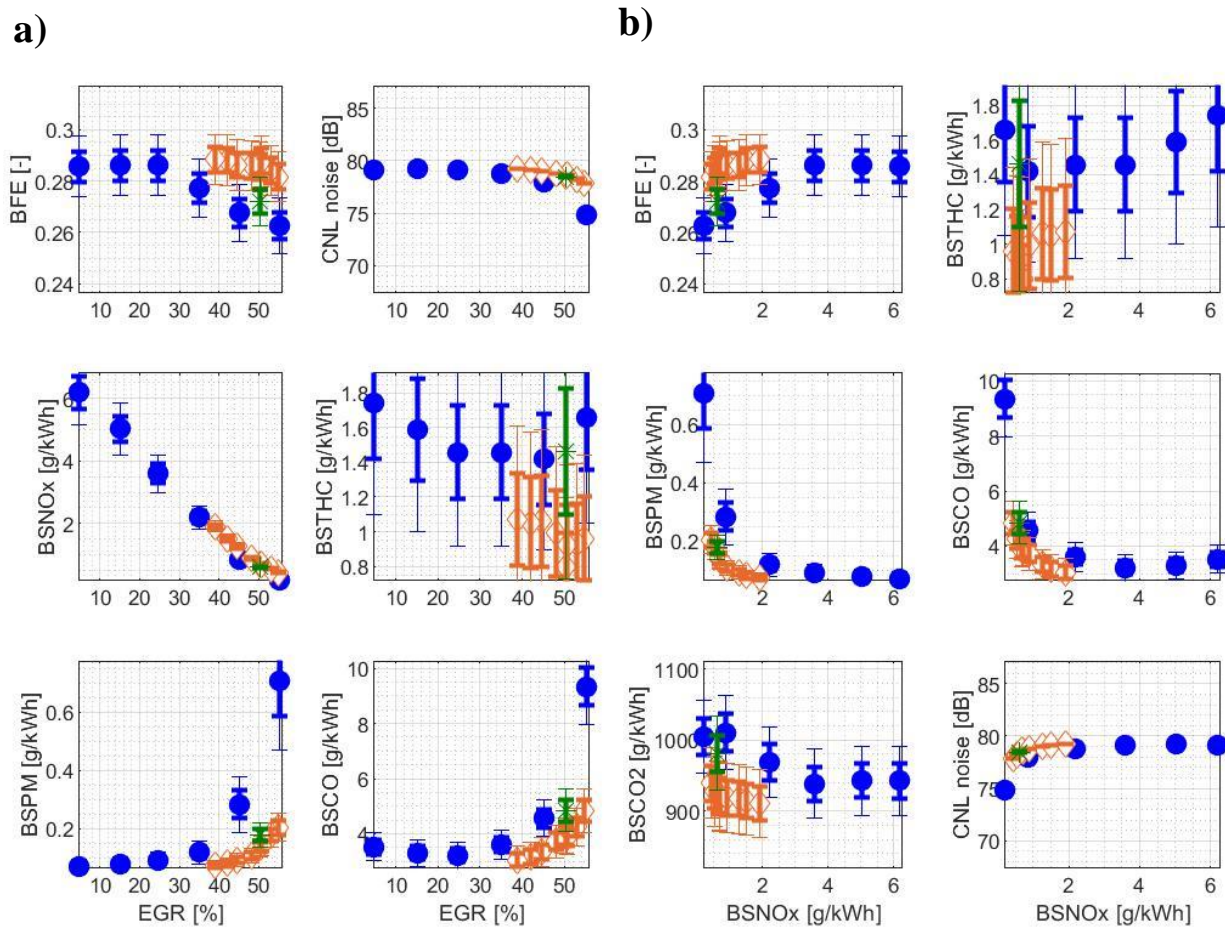 a)
b)
BFE [-]
0.3
0.28
0.26
0.24
10 20 30 40 50
CNL noise [dB]
85
80
75
70
10 20 30 40 50
BFE [-]
0.3
0.28
0.26
0.24
2 4 6
BSTHC [g/kWh]
1.8
1.6
1.4
1.2
1
0.8
2 4 6
BSNOx [g/kWh]
6
4
2
10 20 30 40 50
BSTHC [g/kWh]
1.8
1.6
1.4
1.2
1
0.8
10 20 30 40 50
BSPM [g/kWh]
0.6
0.4
0.2
2 4 6
BSCO [g/kWh]
10
8
6
4
2 4 6
BSPM [g/kWh]
0.6
0.4
0.2
10 20 30 40 50
EGR [%]
BSCO [g/kWh]
10
8
6
4
10 20 30 40 50
EGR [%]
BSCO2 [g/kWh]
1100
1000
900
2 4 6
BSNOx [g/kWh]
CNL noise [dB]
85
80
75
70
2 4 6
BSNOx [g/kWh]